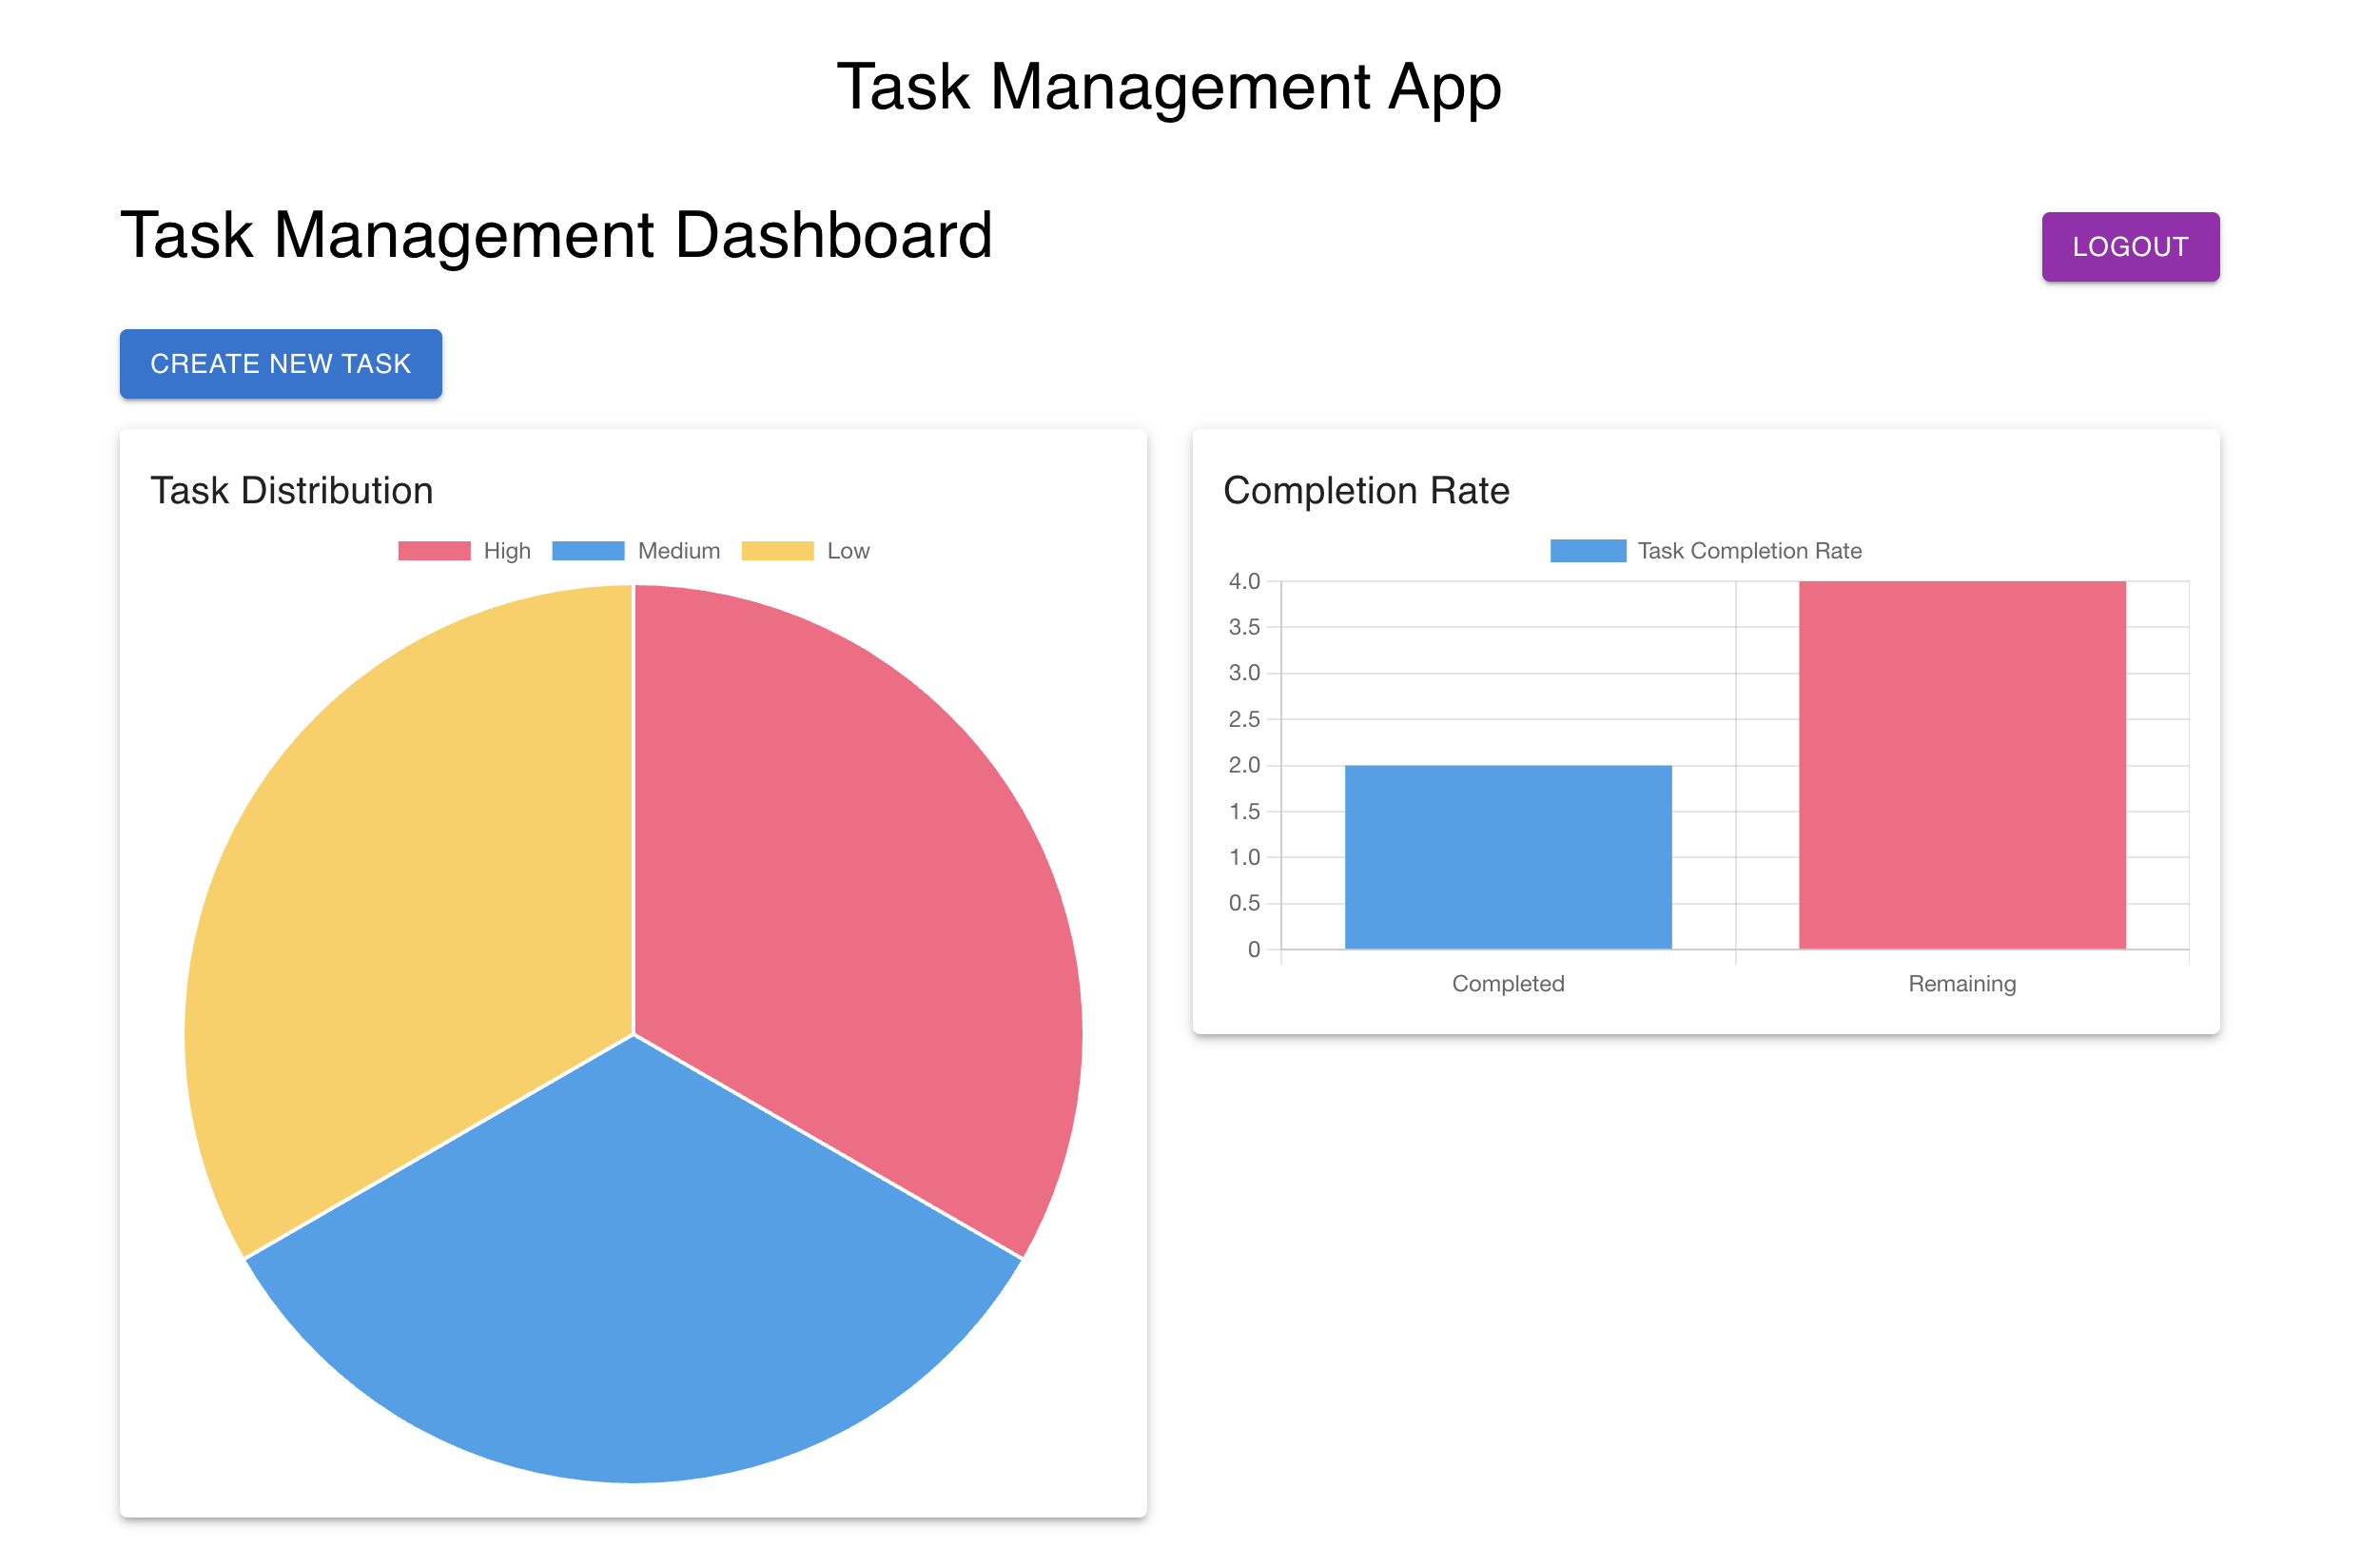 Task Management App
Task Management Dashboard
LOGOUT
CREATE NEW TASK
Task Distribution
High Medium Low
Completion Rate
Task Completion Rate
4.0
3.5
3.0
2.5
2.0
1.5
1.0
0.5
0
Completed Remaining